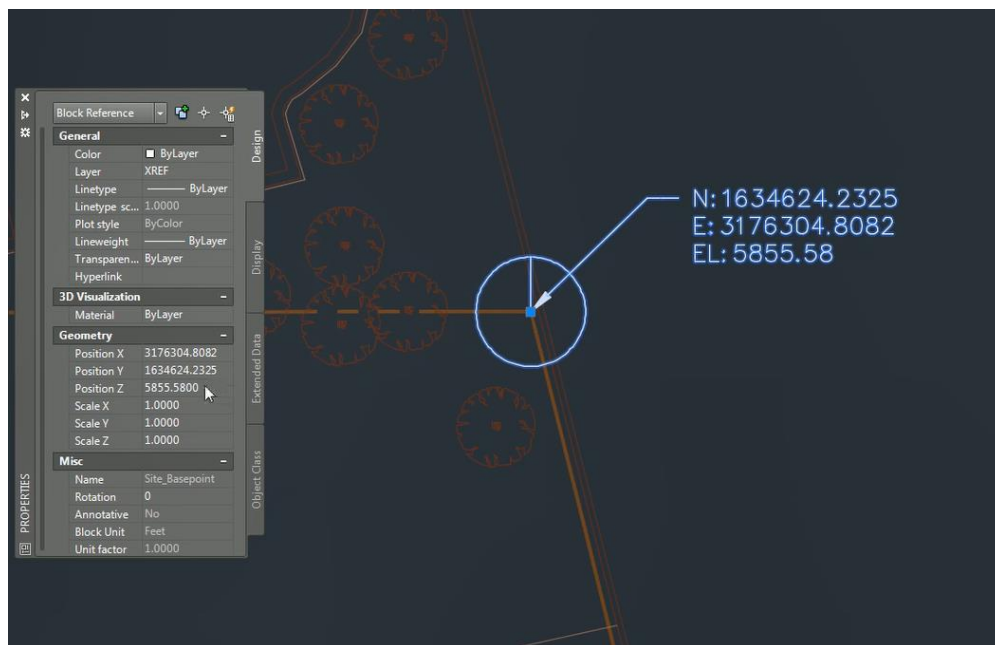 Block Reference
General
Color ByLayer
Layer XREF
Linetype ByLayer
Linetype sc... 1.0000
Plot style ByColor
Lineweight ByLayer
Transparen... ByLayer
Hyperlink
3D Visualization
Material ByLayer
Geometry
Position X 3176304.8082
Position Y 1634624.2325
Position Z 5855.5800
Scale X 1.0000
Scale Y 1.0000
Scale Z 1.0000
Misc
Name Site_Basepoint
Rotation 0
Annotative No
Block Unit Feet
Unit factor 1.0000
PROPERTIES
Design
Display
Extended Data
Object Class
N: 1634624.2325
E: 3176304.8082
EL: 5855.58